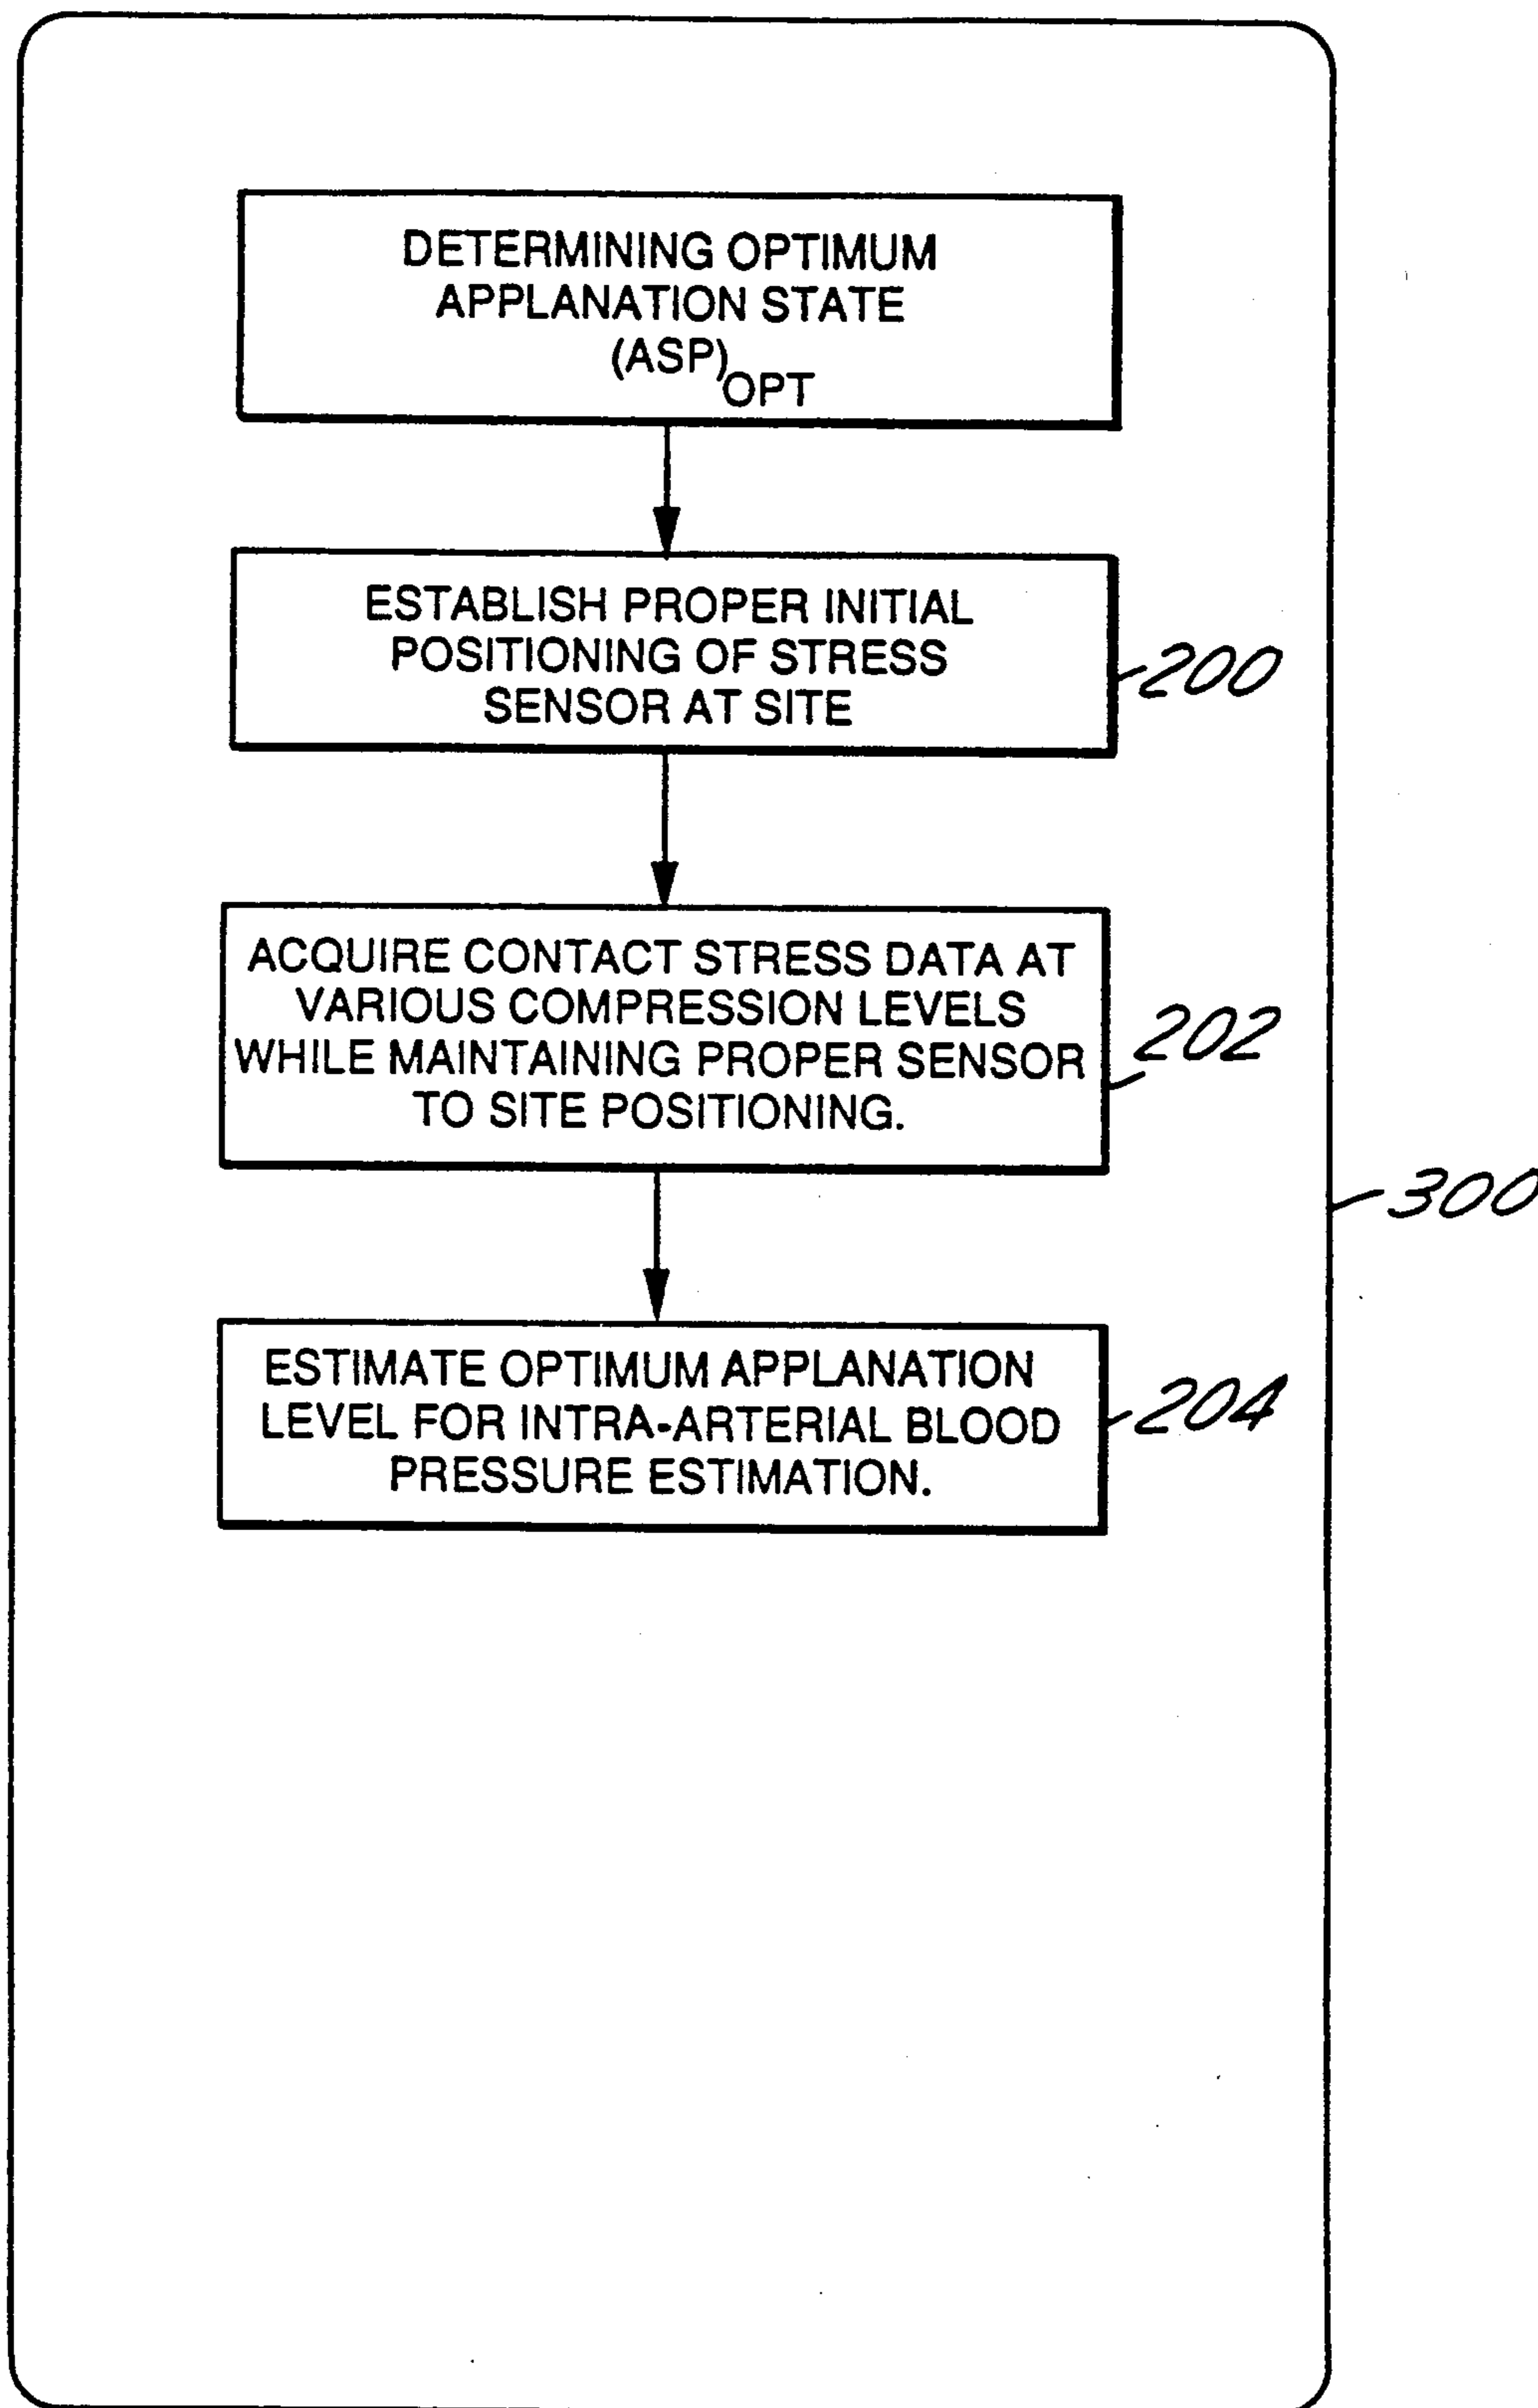 DETERMINING OPTIMUM
APPLANATION STATE
(ASP)OPT
ESTABLISH PROPER INITIAL
POSITIONING OF STRESS
SENSOR AT SITE
200
ACQUIRE CONTACT STRESS DATA AT
VARIOUS COMPRESSION LEVELS
WHILE MAINTAINING PROPER SENSOR
TO SITE POSITIONING.
202
300
ESTIMATE OPTIMUM APPLANATION
LEVEL FOR INTRA-ARTERIAL BLOOD
PRESSURE ESTIMATION.
204